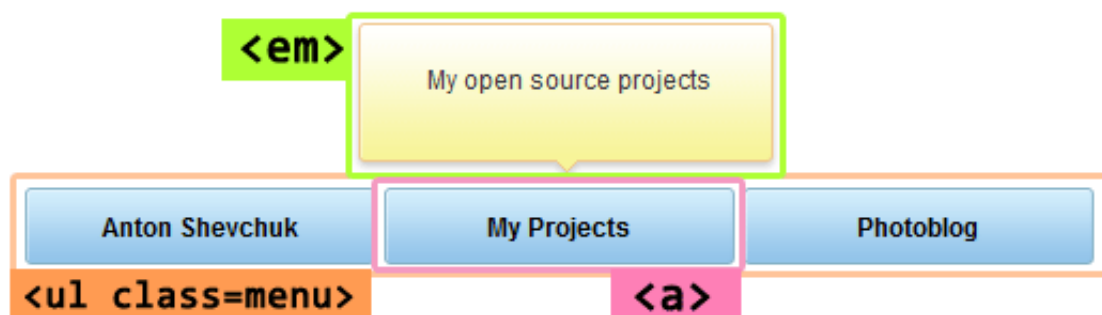 <em>
My open source projects
Anton Shevchuk My Projects Photoblog
<ul class=menu> <a>